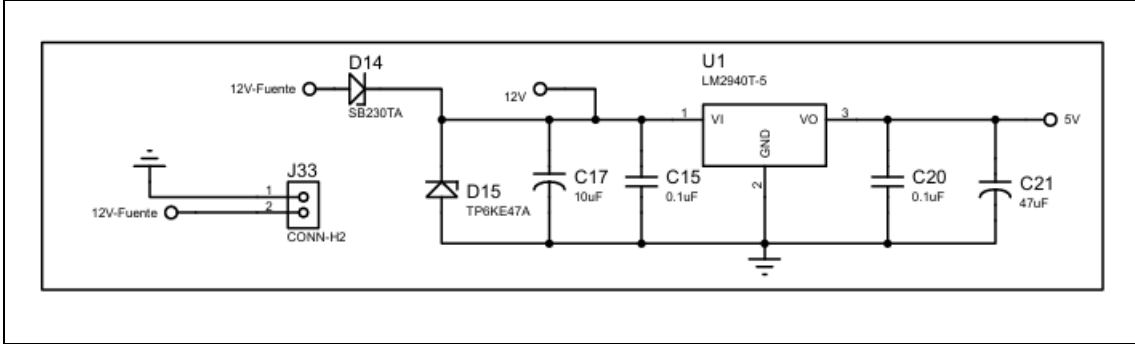 D14
12V-Fuente
SB230TA
12V
U1
LM2940T-5
1
VI
VO
3
GND
2
5V
D15
TP6KE47A
C17
10uF
C15
0.1uF
C20
0.1uF
C21
47uF
J33
1
2
12V-Fuente
CONN-H2